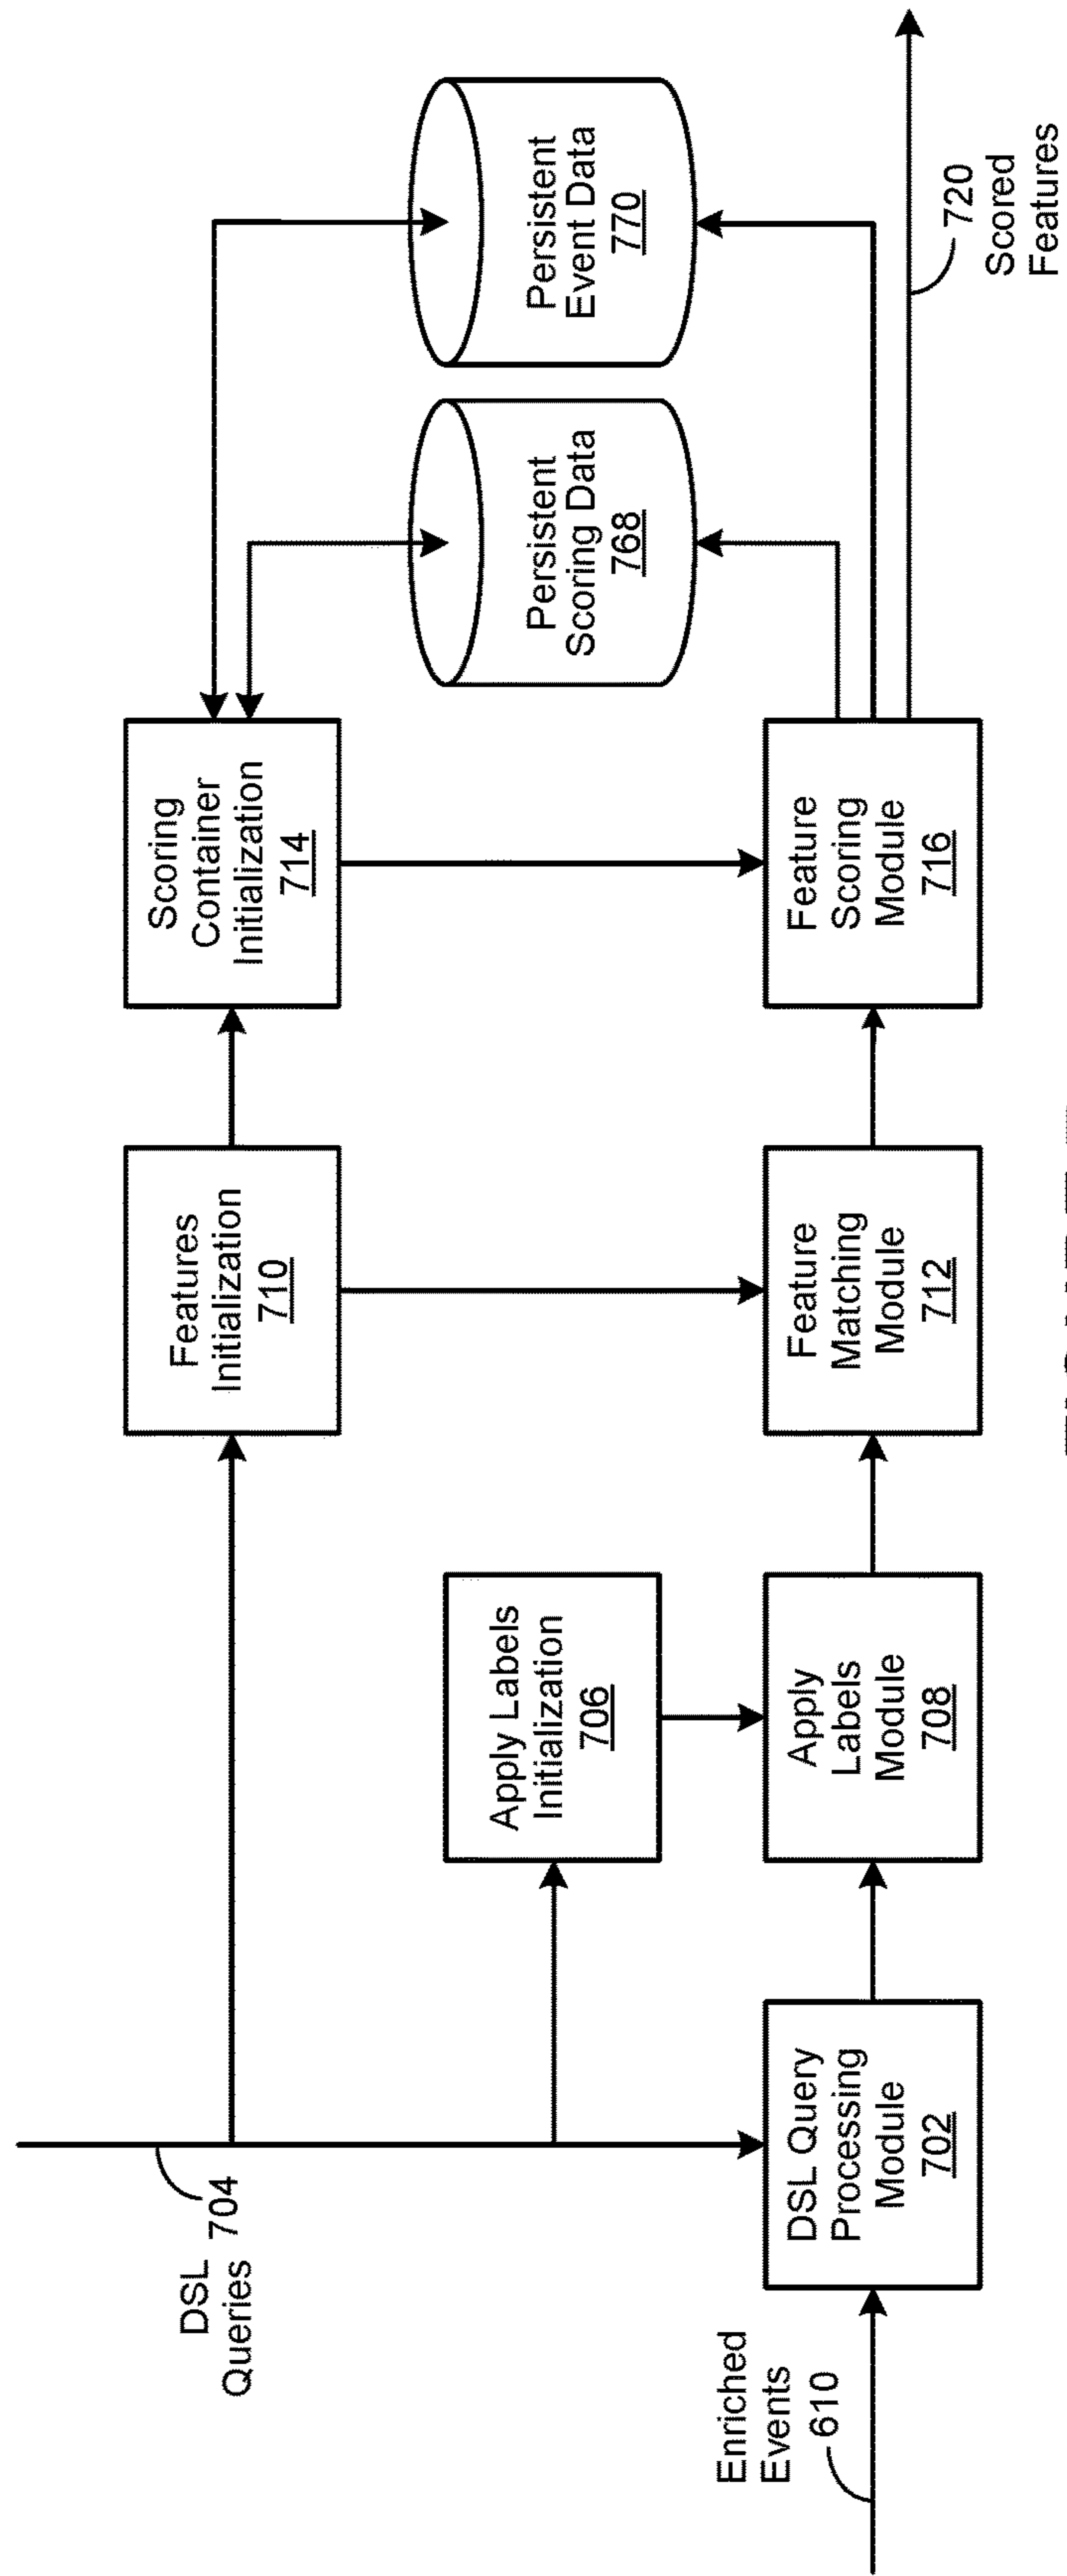 DSL
Queries 704
Features
Initialization
710
Scoring
Container
Initialization
714
Apply Labels
Initialization
706
Persistent
Scoring Data
768
Persistent
Event Data
770
Enriched
Events
610
DSL Query
Processing
Module
702
Apply
Labels
Module
708
Feature
Matching
Module
712
Feature
Scoring
Module
716
720
Scored
Features